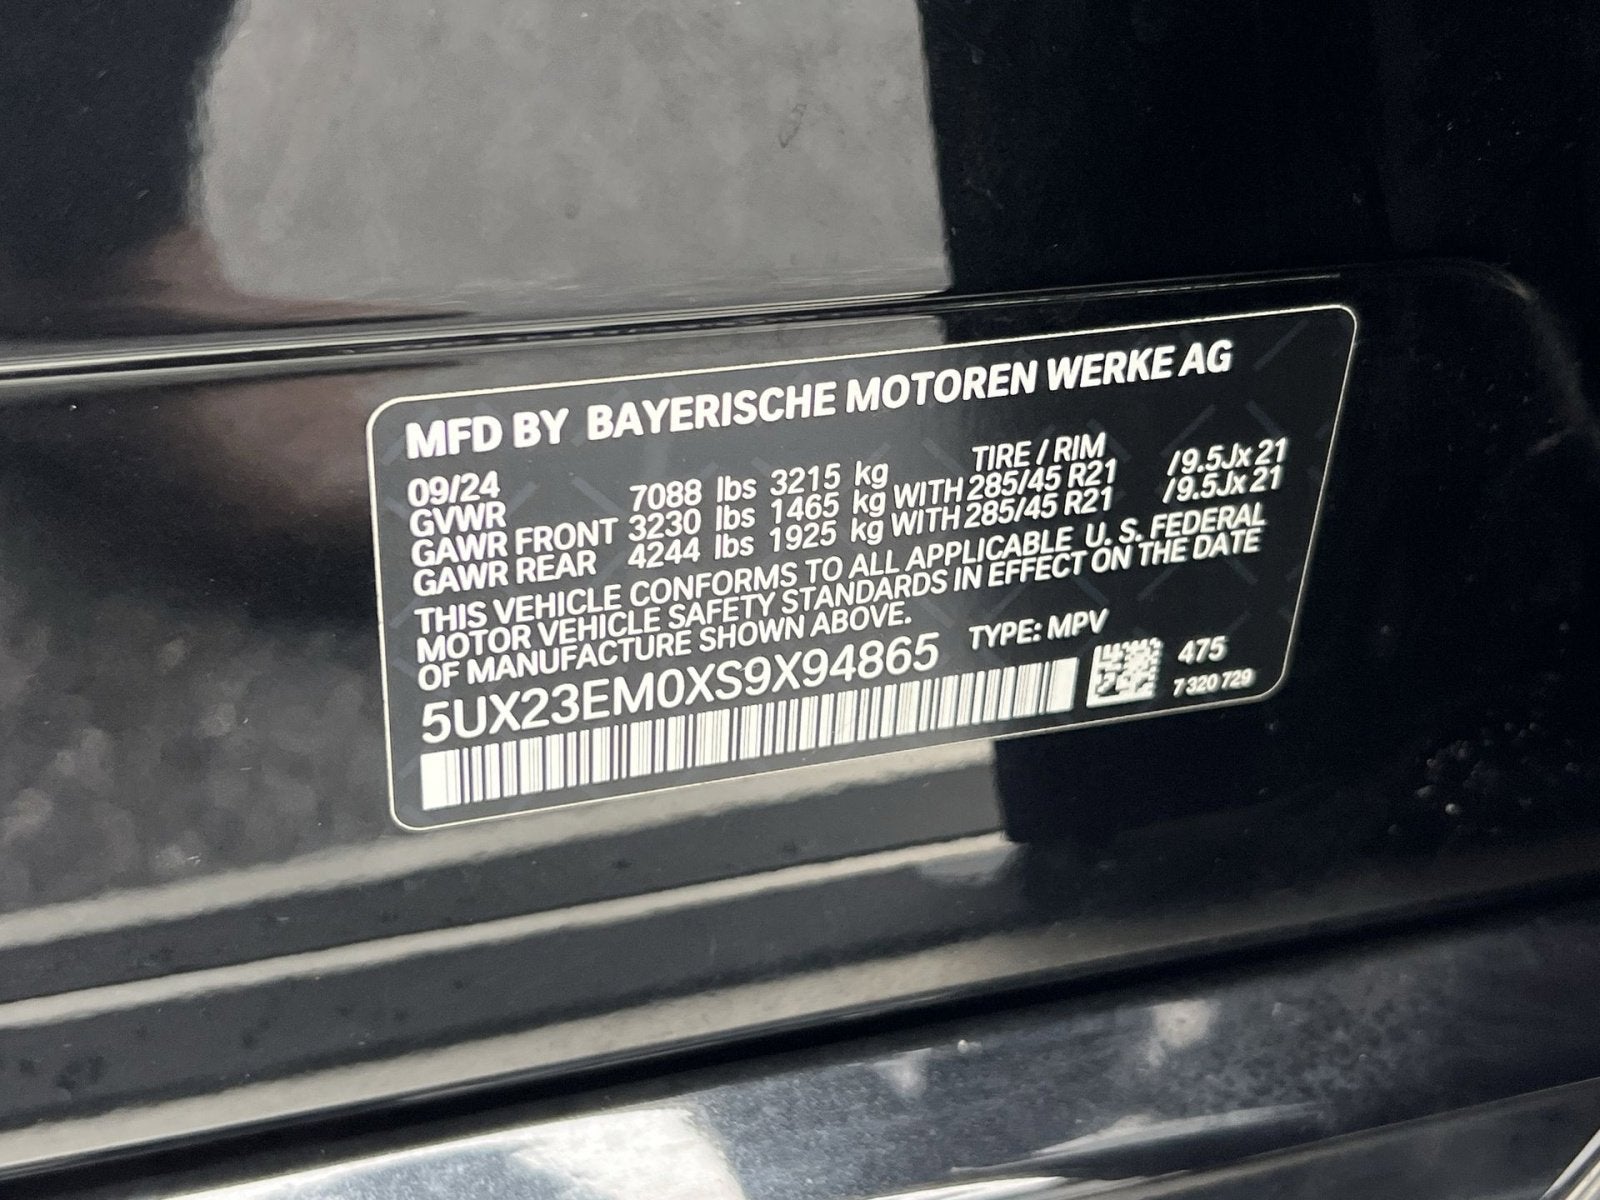 MFD BY BAYERISCHE MOTOREN WERKE AG
09/24 TIRE / RIM
GVWR 7088 lbs 3215 kg
GAWR FRONT 3230 lbs 1465 kg WITH 285/45 R21 /9.5Jx 21
GAWR REAR 4244 lbs 1925 kg WITH 285/45 R21 /9.5Jx 21
THIS VEHICLE CONFORMS TO ALL APPLICABLE U. S. FEDERAL
MOTOR VEHICLE SAFETY STANDARDS IN EFFECT ON THE DATE
OF MANUFACTURE SHOWN ABOVE.
5UX23EM0XS9X94865 TYPE: MPV
475
7 320 729